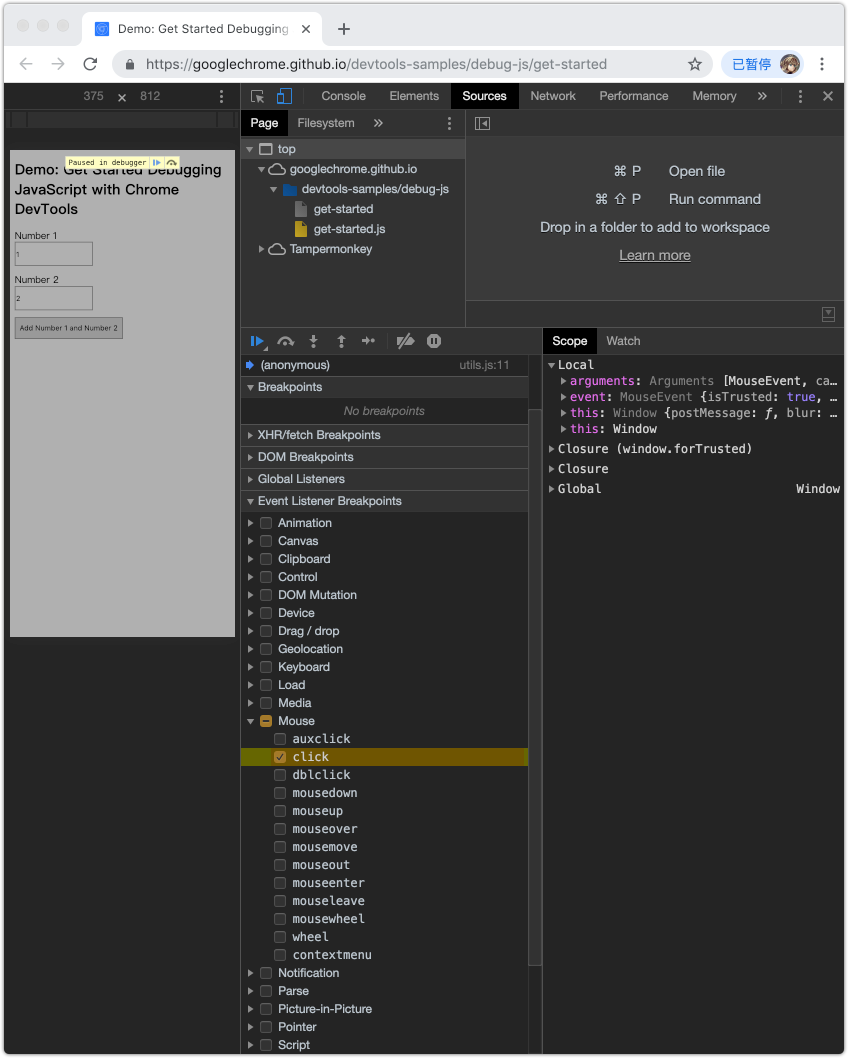 Demo: Get Started Debugging
https://googlechrome.github.io/devtools-samples/debug-js/get-started
已暂停
375 x 812
Console Elements Sources Network Performance Memory »
Page Filesystem »
Paused in debugger
Demo: Get Started Debugging
JavaScript with Chrome
DevTools
Number 1
1
Number 2
2
Add Number 1 and Number 2
top
googlechrome.github.io
devtools-samples/debug-js
get-started
get-started.js
Tampermonkey
⌘ P Open file
⌘ ⇧ P Run command
Drop in a folder to add to workspace
Learn more
(anonymous) utils.js:11
Breakpoints
No breakpoints
XHR/fetch Breakpoints
DOM Breakpoints
Global Listeners
Event Listener Breakpoints
Animation
Canvas
Clipboard
Control
DOM Mutation
Device
Drag / drop
Geolocation
Keyboard
Load
Media
Mouse
auxclick
click
dblclick
mousedown
mouseup
mouseover
mousemove
mouseout
mouseenter
mouseleave
mousewheel
wheel
contextmenu
Notification
Parse
Picture-in-Picture
Pointer
Script
Scope Watch
Local
arguments: Arguments [MouseEvent, ca…
event: MouseEvent {isTrusted: true, …
this: Window {postMessage: ƒ, blur: …
this: Window
Closure (window.forTrusted)
Closure
Global Window